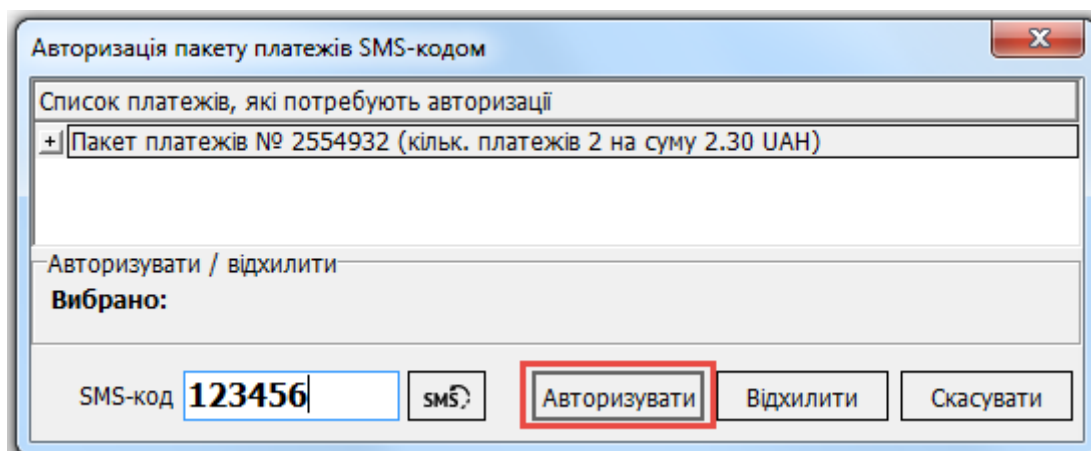 Авторизація пакету платежів SMS-кодом
Список платежів, які потребують авторизації
+ Пакет платежів № 2554932 (кільк. платежів 2 на суму 2.30 UAH)
Авторизувати / відхилити
Вибрано:
SMS-код 123456 SMS Авторизувати Відхилити Скасувати